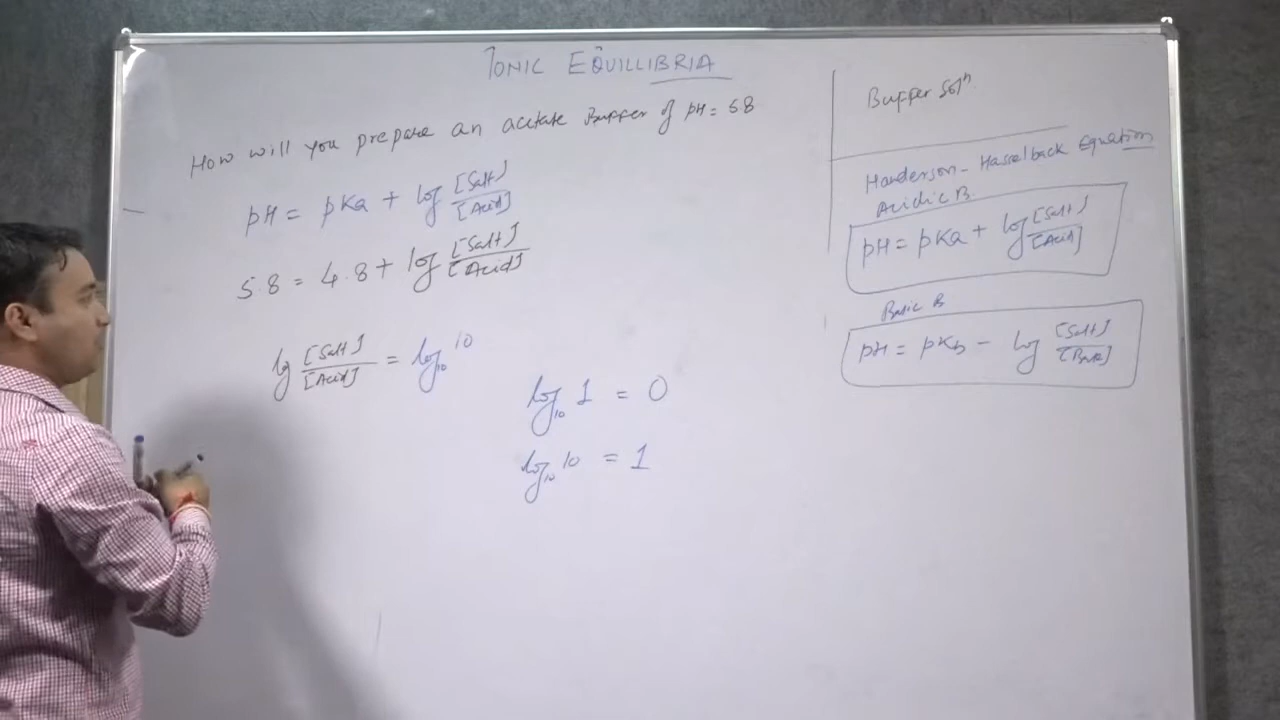 IONIC EQUILLIBRIA
How will you prepare an acetate Buffer of pH = 5.8
pH = pKa + log [Salt]/[Acid]
5.8 = 4.8 + log [Salt]/[Acid]
log [Salt]/[Acid] = log₁₀ 10
log₁₀ 1 = 0
log₁₀ 10 = 1
Buffer Solⁿ.
Handerson - Hasselback Equation
Acidic B
pH = pKa + log [Salt]/[Acid]
Basic B
pH = pKb - log [Salt]/[Base]